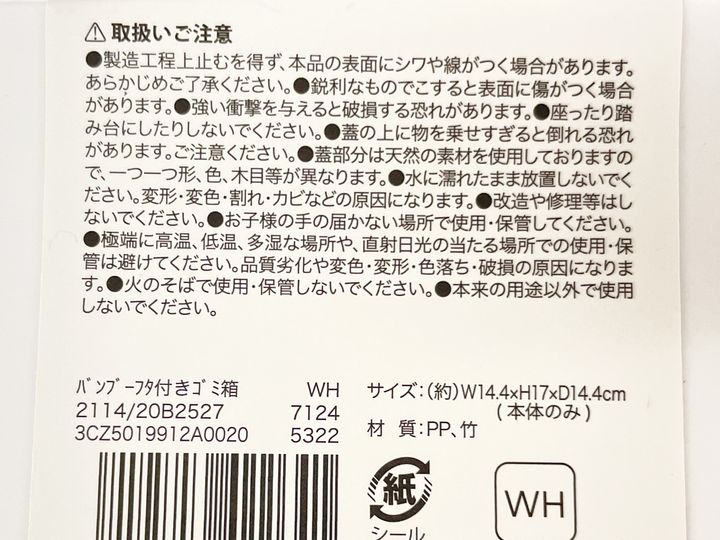 ⚠取扱いご注意
●製造工程上止むを得ず、本品の表面にシワや線がつく場合があります。
あらかじめご了承ください。●鋭利なものでこすると表面に傷がつく場合
があります。●強い衝撃を与えると破損する恐れがあります。●座ったり踏
み台にしたりしないでください。●蓋の上に物を乗せすぎると倒れる恐れ
があります。ご注意ください。●蓋部分は天然の素材を使用しておりますの
で、一つ一つ形、色、木目等が異なります。●水に濡れたまま放置しないでく
ださい。変形・変色・割れ・カビなどの原因になります。●改造や修理等はし
ないでください。●お子様の手の届かない場所で使用・保管してください。
●極端に高温、低温、多湿な場所や、直射日光の当たる場所での使用・保
管は避けてください。品質劣化や変色・変形・色落ち・破損の原因になりま
す。●火のそばで使用・保管しないでください。●本来の用途以外で使用
しないでください。
バンブーフタ付きゴミ箱 WH
2114/20B2527 7124
3CZ5019912A0020 5322
サイズ:(約)W14.4×H17×D14.4cm
(本体のみ)
材 質:PP、竹
紙
シール
WH